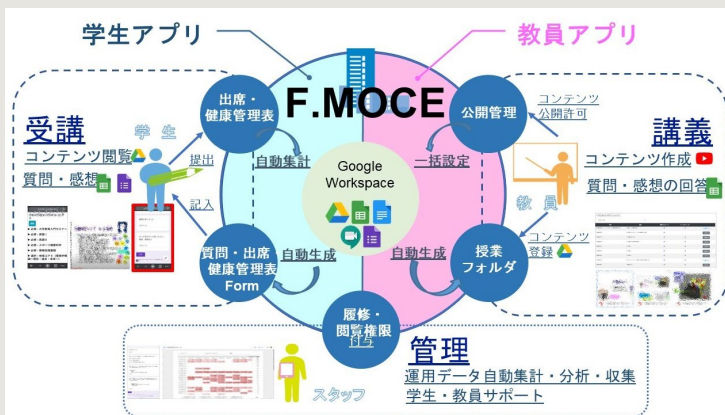 学生アプリ
教員アプリ
F.MOCE
出席・
健康管理表
公開管理
コンテンツ
公開許可
受講
学生
コンテンツ閲覧
質問・感想
提出
記入
自動集計
Google
Workspace
一括設定
講義
コンテンツ作成
質問・感想の回答
教員
コンテンツ
登録
質問・出席・
健康管理表
Form
自動生成
自動生成
授業
フォルダ
履修・
閲覧権限
付与
管理
運用データ自動集計・分析・収集
学生・教員サポート
スタッフ